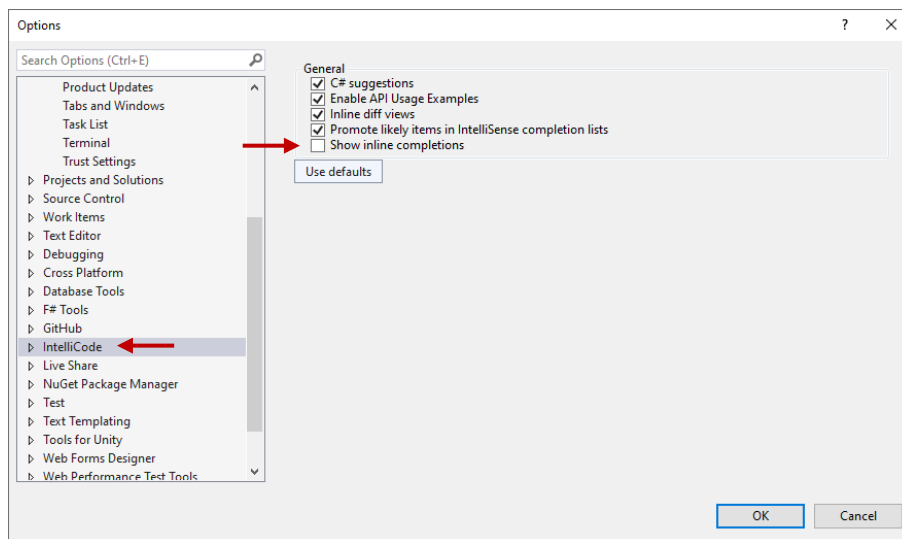 Options
?
Search Options (Ctrl+E)
Product Updates
Tabs and Windows
Task List
Terminal
Trust Settings
Projects and Solutions
Source Control
Work Items
Text Editor
Debugging
Cross Platform
Database Tools
F# Tools
GitHub
IntelliCode
Live Share
NuGet Package Manager
Test
Text Templating
Tools for Unity
Web Forms Designer
Web Performance Test Tools
General
C# suggestions
Enable API Usage Examples
Inline diff views
Promote likely items in IntelliSense completion lists
Show inline completions
Use defaults
OK
Cancel